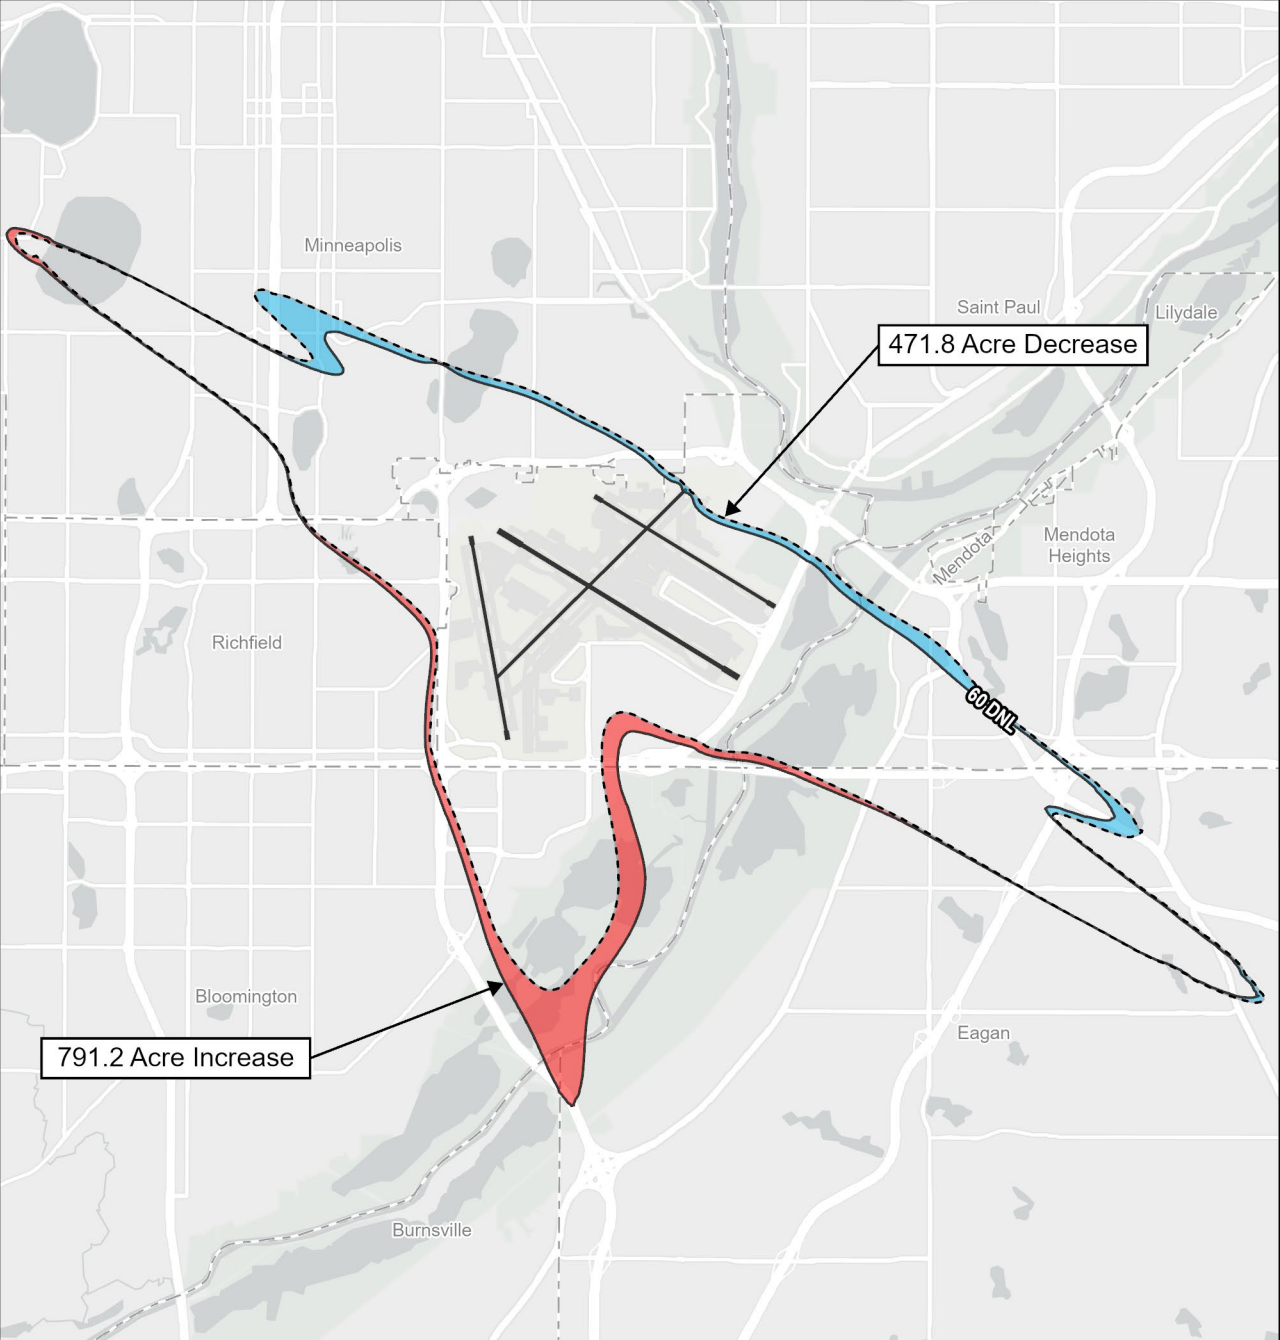 Minneapolis
Saint Paul
Lilydale
471.8 Acre Decrease
Mendota
Heights
Mendota
Richfield
60 DNL
Bloomington
Eagan
791.2 Acre Increase
Burnsville